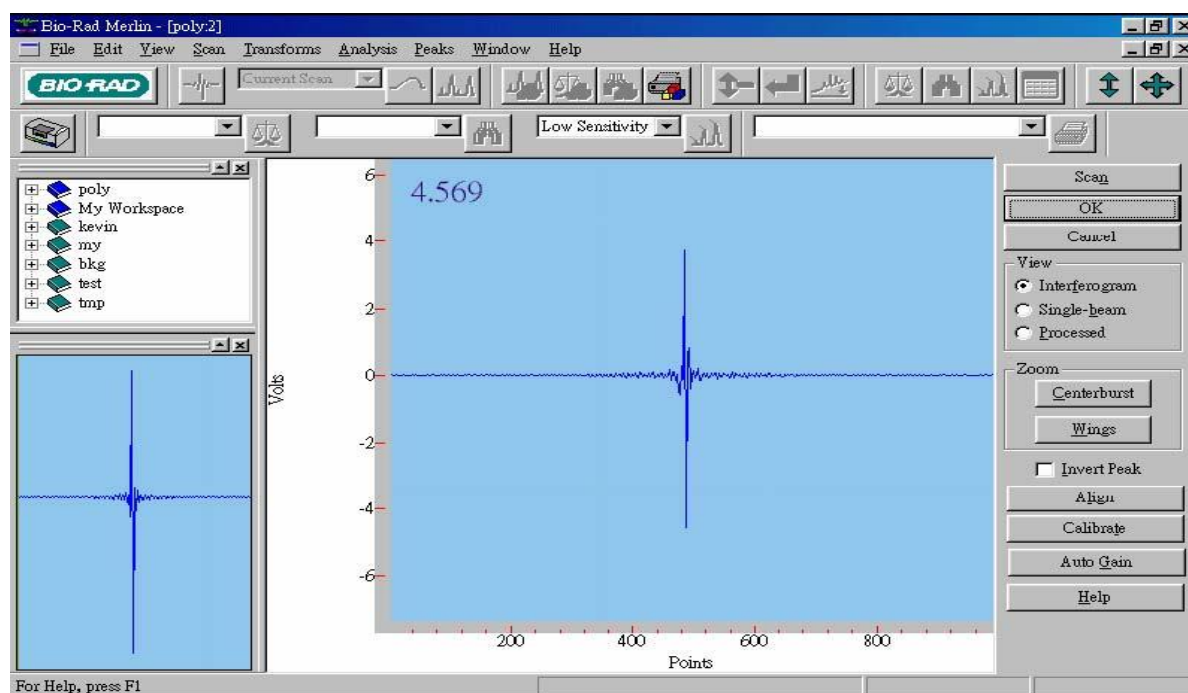 Bio-Rad Merlin - [poly:2]
File Edit View Scan Transforms Analysis Peaks Window Help
BIO-RAD Current Scan
Low Sensitivity
poly
My Workspace
kevin
my
bkg
test
tmp
4.569
6
4
2
0
-2
-4
-6
Volts
200 400 600 800
Points
Scan
OK
Cancel
View
Interferogram
Single-beam
Processed
Zoom
Centerburst
Wings
Invert Peak
Align
Calibrate
Auto Gain
Help
For Help, press F1